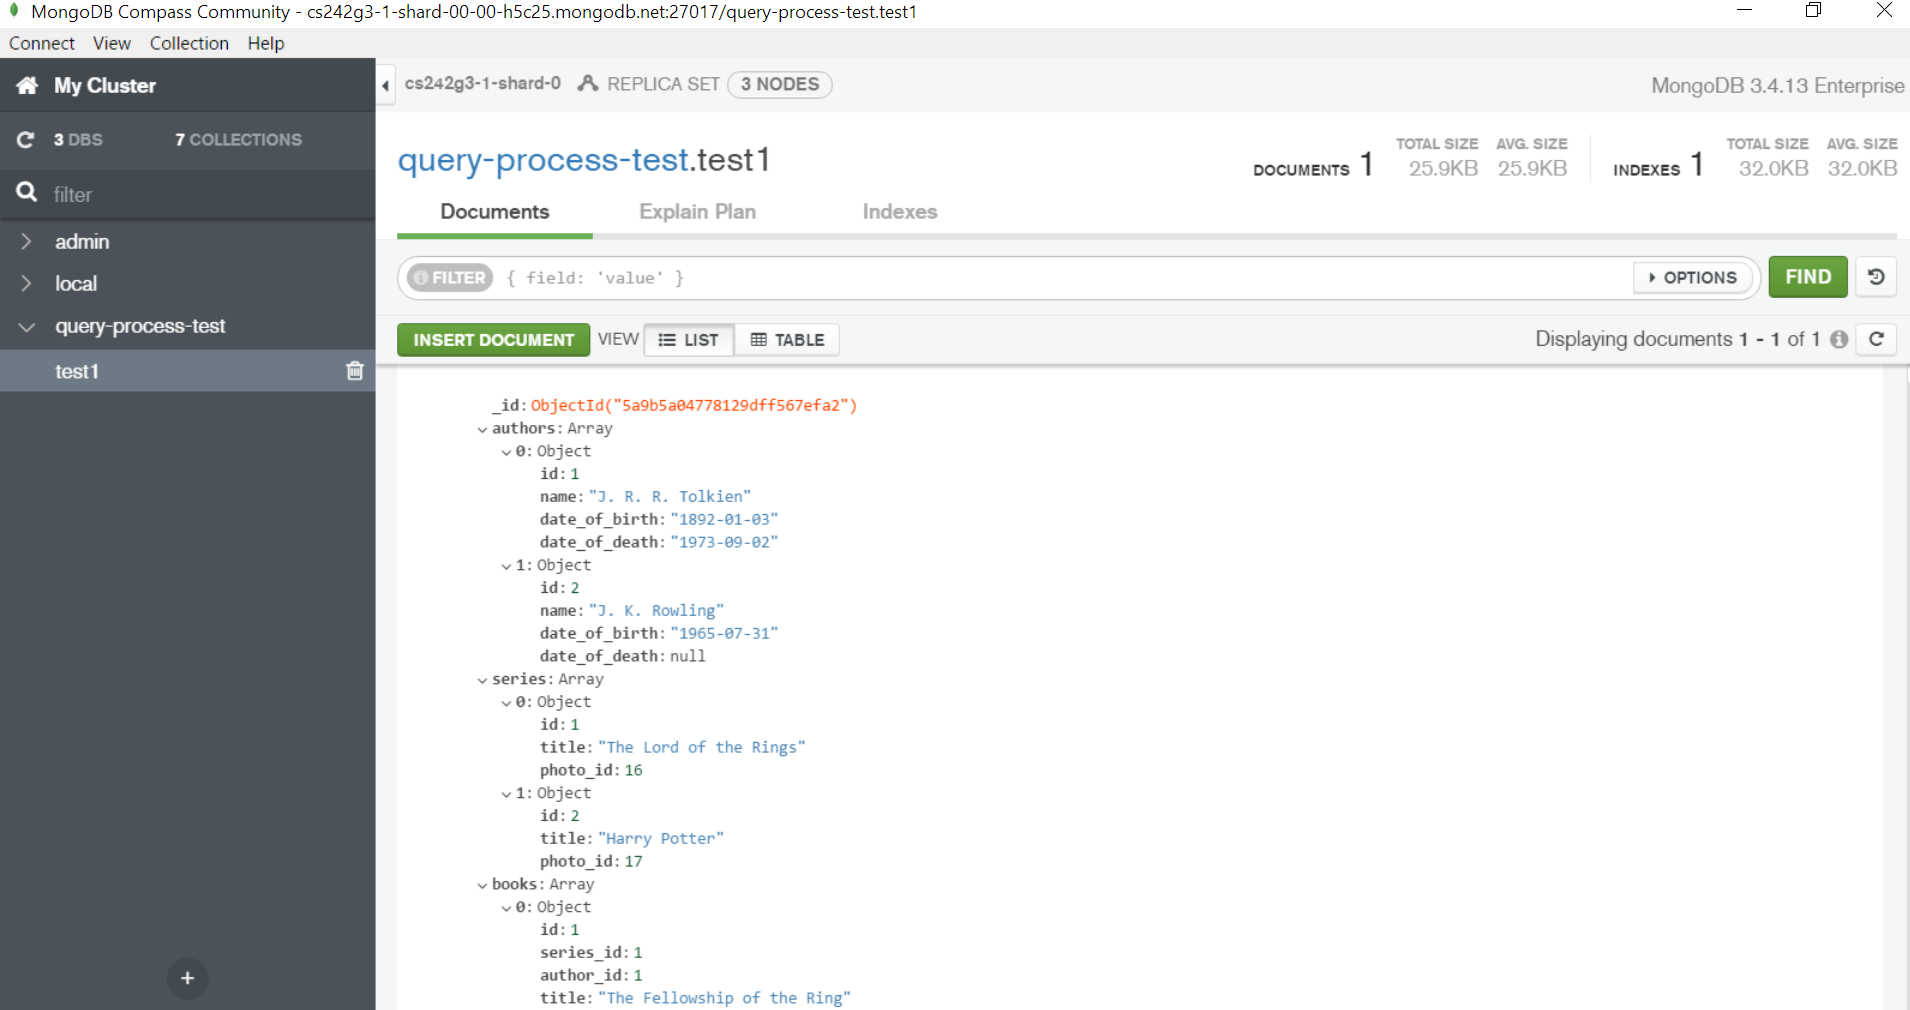 MongoDB Compass Community - cs242g3-1-shard-00-00-h5c25.mongodb.net:27017/query-process-test.test1
Connect View Collection Help
My Cluster
cs242g3-1-shard-0 REPLICA SET 3 NODES
MongoDB 3.4.13 Enterprise
3 DBS 7 COLLECTIONS
filter
admin
local
query-process-test
test1
query-process-test.test1
DOCUMENTS 1 TOTAL SIZE 25.9KB AVG. SIZE 25.9KB
INDEXES 1 TOTAL SIZE 32.0KB AVG. SIZE 32.0KB
Documents Explain Plan Indexes
FILTER { field: 'value' } OPTIONS FIND
INSERT DOCUMENT VIEW LIST TABLE
Displaying documents 1 - 1 of 1
_id: ObjectId("5a9b5a04778129dff567efa2")
authors: Array
0: Object
id: 1
name: "J. R. R. Tolkien"
date_of_birth: "1892-01-03"
date_of_death: "1973-09-02"
1: Object
id: 2
name: "J. K. Rowling"
date_of_birth: "1965-07-31"
date_of_death: null
series: Array
0: Object
id: 1
title: "The Lord of the Rings"
photo_id: 16
1: Object
id: 2
title: "Harry Potter"
photo_id: 17
books: Array
0: Object
id: 1
series_id: 1
author_id: 1
title: "The Fellowship of the Ring"